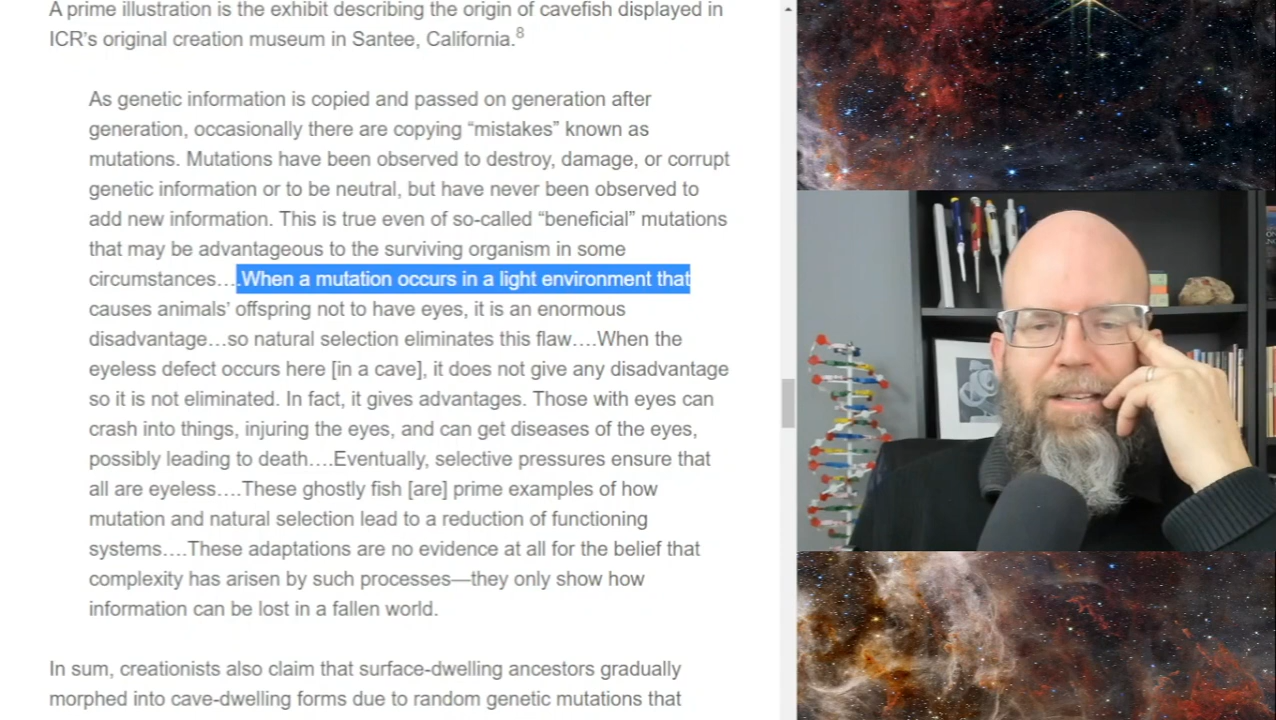 A prime illustration is the exhibit describing the origin of cavefish displayed in
ICR's original creation museum in Santee, California.8
As genetic information is copied and passed on generation after
generation, occasionally there are copying “mistakes” known as
mutations. Mutations have been observed to destroy, damage, or corrupt
genetic information or to be neutral, but have never been observed to
add new information. This is true even of so-called “beneficial” mutations
that may be advantageous to the surviving organism in some
circumstances….When a mutation occurs in a light environment that
causes animals’ offspring not to have eyes, it is an enormous
disadvantage…so natural selection eliminates this flaw….When the
eyeless defect occurs here [in a cave], it does not give any disadvantage
so it is not eliminated. In fact, it gives advantages. Those with eyes can
crash into things, injuring the eyes, and can get diseases of the eyes,
possibly leading to death….Eventually, selective pressures ensure that
all are eyeless….These ghostly fish [are] prime examples of how
mutation and natural selection lead to a reduction of functioning
systems….These adaptations are no evidence at all for the belief that
complexity has arisen by such processes—they only show how
information can be lost in a fallen world.
In sum, creationists also claim that surface-dwelling ancestors gradually
morphed into cave-dwelling forms due to random genetic mutations that